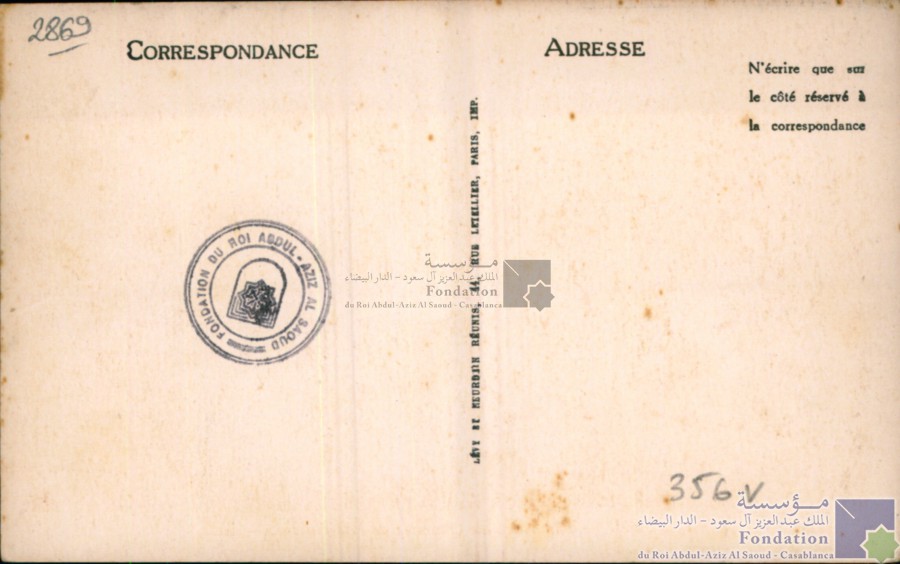 2869
CORRESPONDANCE
ADRESSE
N'écrire que sur
le côté réservé à
la correspondance
LÉVY ET NEURDEIN RÉUNIS, 44, RUE LETELLIER, PARIS, IMP.
FONDATION DU ROI ABDUL-AZIZ AL SAOUD
مؤسسة
الملك عبدالعزيز آل سعود - الدار البيضاء
Fondation
du Roi Abdul-Aziz Al Saoud - Casablanca
356 V
مؤسسة
الملك عبدالعزيز آل سعود - الدار البيضاء
Fondation
du Roi Abdul-Aziz Al Saoud - Casablanca